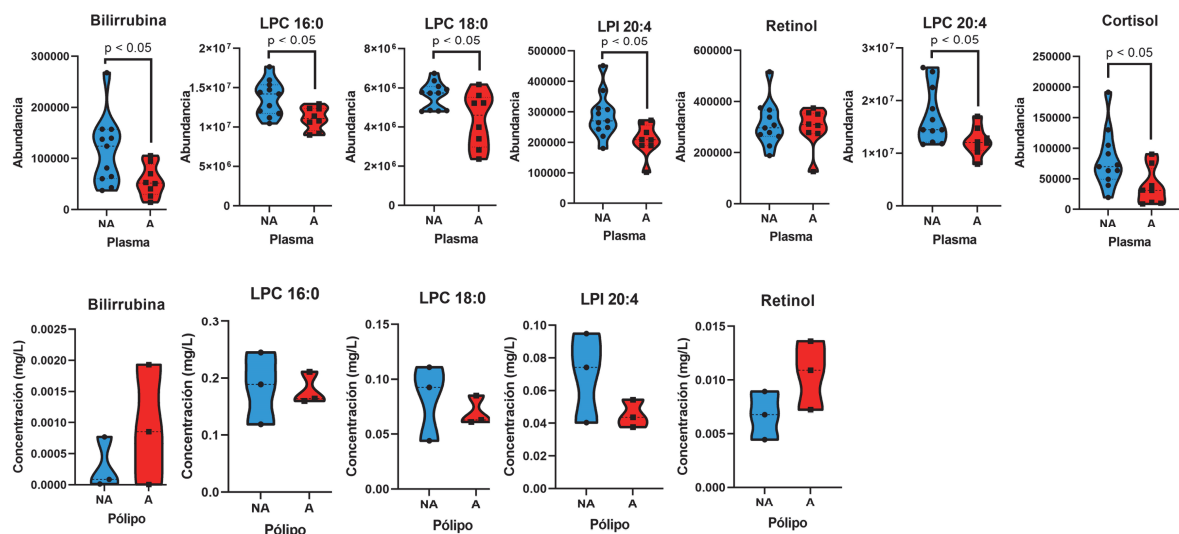 Bilirrubina
p < 0.05
Abundancia
300000
200000
100000
0
NA
A
Plasma
LPC 16:0
p < 0.05
Abundancia
2×10⁷
2×10⁷
1×10⁷
5×10⁶
0
NA
A
Plasma
LPC 18:0
p < 0.05
Abundancia
8×10⁶
6×10⁶
4×10⁶
2×10⁶
0
NA
A
Plasma
LPI 20:4
p < 0.05
Abundancia
500000
400000
300000
200000
100000
0
NA
A
Plasma
Retinol
Abundancia
600000
400000
200000
0
NA
A
Plasma
LPC 20:4
p < 0.05
Abundancia
3×10⁷
2×10⁷
1×10⁷
0
NA
A
Plasma
Cortisol
p < 0.05
Abundancia
250000
200000
150000
100000
50000
0
NA
A
Plasma
Bilirrubina
Concentración (mg/L)
0.0025
0.0020
0.0015
0.0010
0.0005
0.0000
NA
A
Pólipo
LPC 16:0
Concentración (mg/L)
0.3
0.2
0.1
0.0
NA
A
Pólipo
LPC 18:0
Concentración (mg/L)
0.15
0.10
0.05
0.00
NA
A
Pólipo
LPI 20:4
Concentración (mg/L)
0.10
0.08
0.06
0.04
0.02
0.00
NA
A
Pólipo
Retinol
Concentración (mg/L)
0.015
0.010
0.005
0.000
NA
A
Pólipo